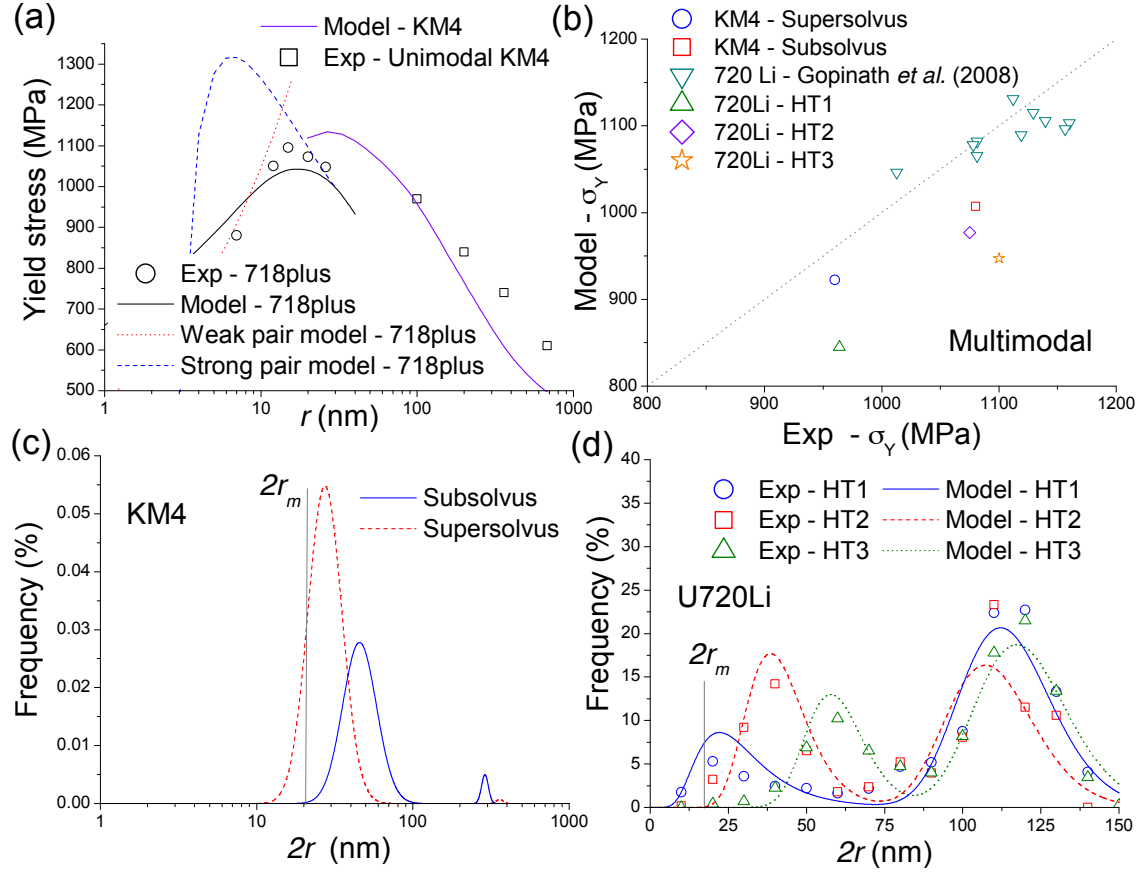 (a)
Model - KM4
Exp - Unimodal KM4
1300
1200
1100
1000
900
800
700
600
500
Yield stress (MPa)
Exp - 718plus
Model - 718plus
Weak pair model - 718plus
Strong pair model - 718plus
1
10
100
1000
r (nm)
(b)
KM4 - Supersolvus
KM4 - Subsolvus
720 Li - Gopinath et al. (2008)
720Li - HT1
720Li - HT2
720Li - HT3
1200
1100
1000
900
800
Model - σY (MPa)
Multimodal
800
900
1000
1100
1200
Exp - σY (MPa)
(c)
0.06
0.05
0.04
0.03
0.02
0.01
0.00
Frequency (%)
KM4
2rm
Subsolvus
Supersolvus
1
10
100
1000
2r (nm)
(d)
40
35
30
25
20
15
10
5
0
Frequency (%)
Exp - HT1
Model - HT1
Exp - HT2
Model - HT2
Exp - HT3
Model - HT3
U720Li
2rm
0
25
50
75
100
125
150
2r (nm)